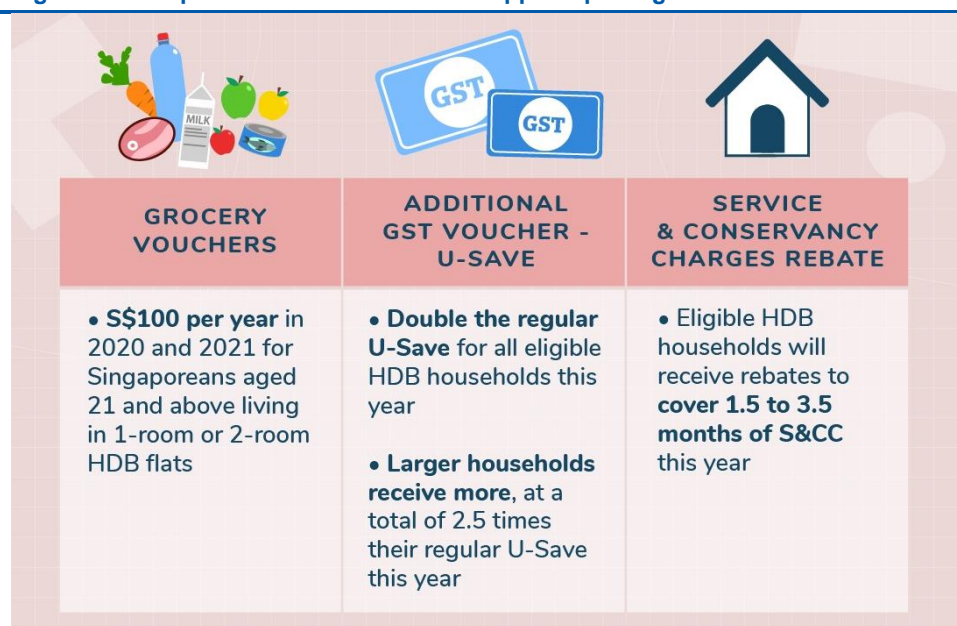 MILK
GST
GST
GROCERY
VOUCHERS
ADDITIONAL
GST VOUCHER -
U-SAVE
SERVICE
& CONSERVANCY
CHARGES REBATE
• S$100 per year in
2020 and 2021 for
Singaporeans aged
21 and above living
in 1-room or 2-room
HDB flats
• Double the regular
U-Save for all eligible
HDB households this
year
• Larger households
receive more, at a
total of 2.5 times
their regular U-Save
this year
• Eligible HDB
households will
receive rebates to
cover 1.5 to 3.5
months of S&CC
this year